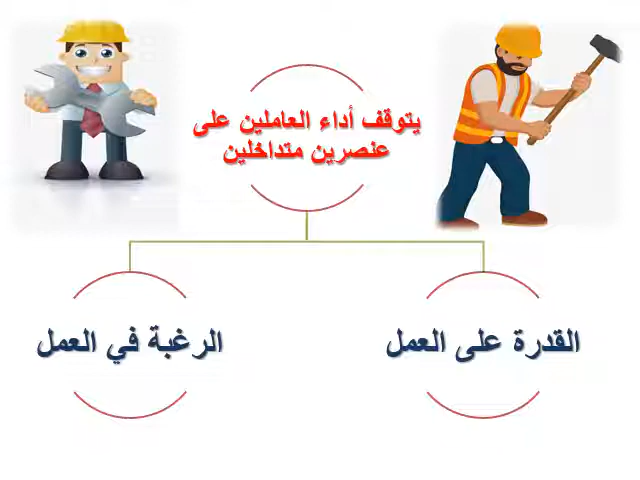 يتوقف أداء العاملين على
عنصرين متداخلين
القدرة على العمل
الرغبة في العمل